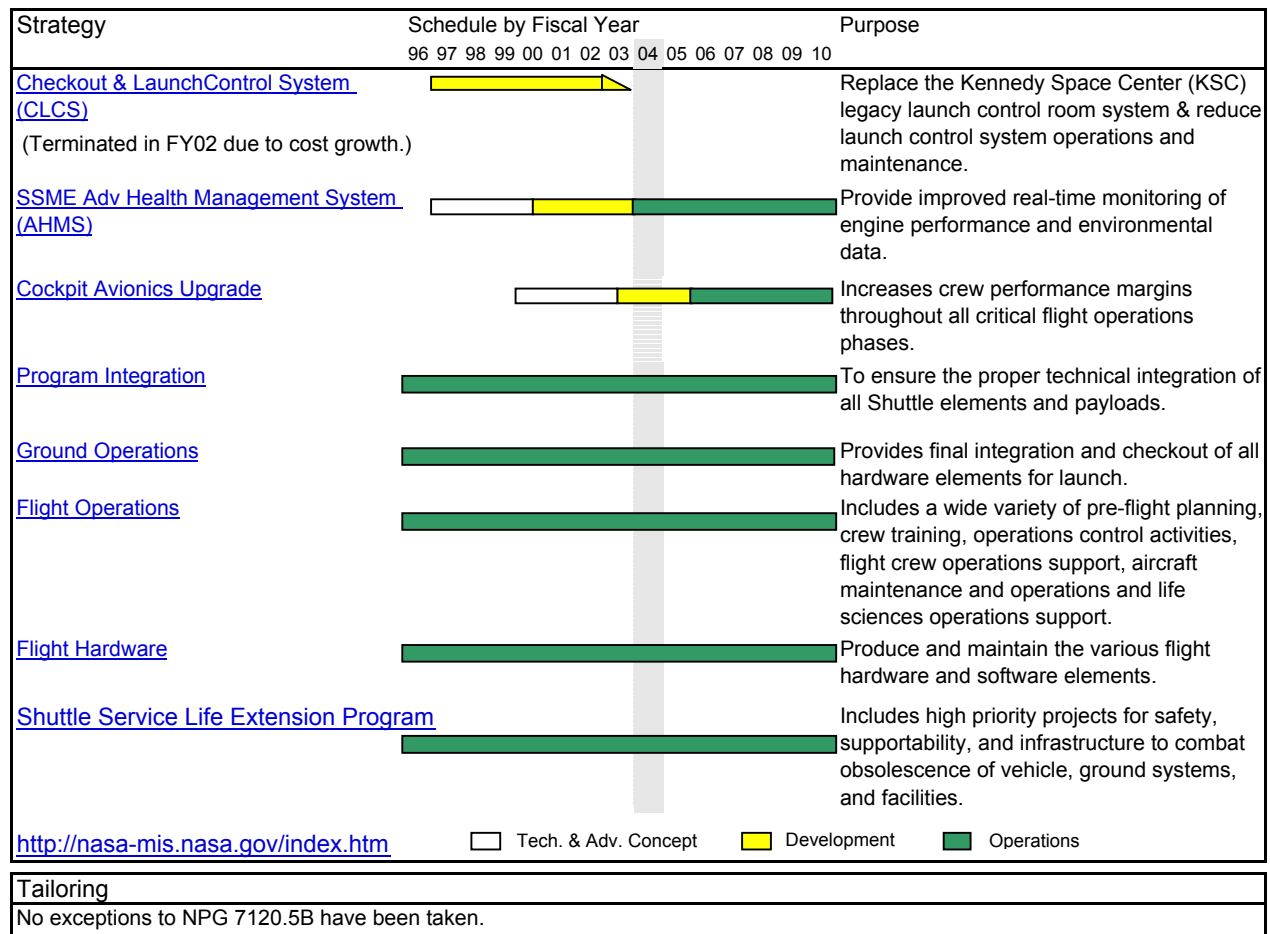 Strategy
Schedule by Fiscal Year
Purpose
96 97 98 99 00 01 02 03 04 05 06 07 08 09 10
Checkout & LaunchControl System
(CLCS)
(Terminated in FY02 due to cost growth.)
Replace the Kennedy Space Center (KSC)
legacy launch control room system & reduce
launch control system operations and
maintenance.
SSME Adv Health Management System
(AHMS)
Provide improved real-time monitoring of
engine performance and environmental
data.
Cockpit Avionics Upgrade
Increases crew performance margins
throughout all critical flight operations
phases.
Program Integration
To ensure the proper technical integration of
all Shuttle elements and payloads.
Ground Operations
Provides final integration and checkout of all
hardware elements for launch.
Flight Operations
Includes a wide variety of pre-flight planning,
crew training, operations control activities,
flight crew operations support, aircraft
maintenance and operations and life
sciences operations support.
Flight Hardware
Produce and maintain the various flight
hardware and software elements.
Shuttle Service Life Extension Program
Includes high priority projects for safety,
supportability, and infrastructure to combat
obsolescence of vehicle, ground systems,
and facilities.
http://nasa-mis.nasa.gov/index.htm
Tech. & Adv. Concept
Development
Operations
Tailoring
No exceptions to NPG 7120.5B have been taken.